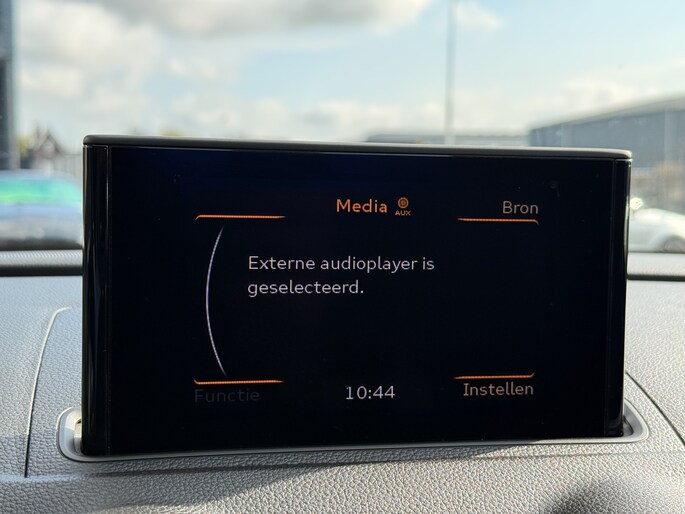 Media AUX
Bron
Externe audioplayer is
geselecteerd.
Functie
10:44
Instellen